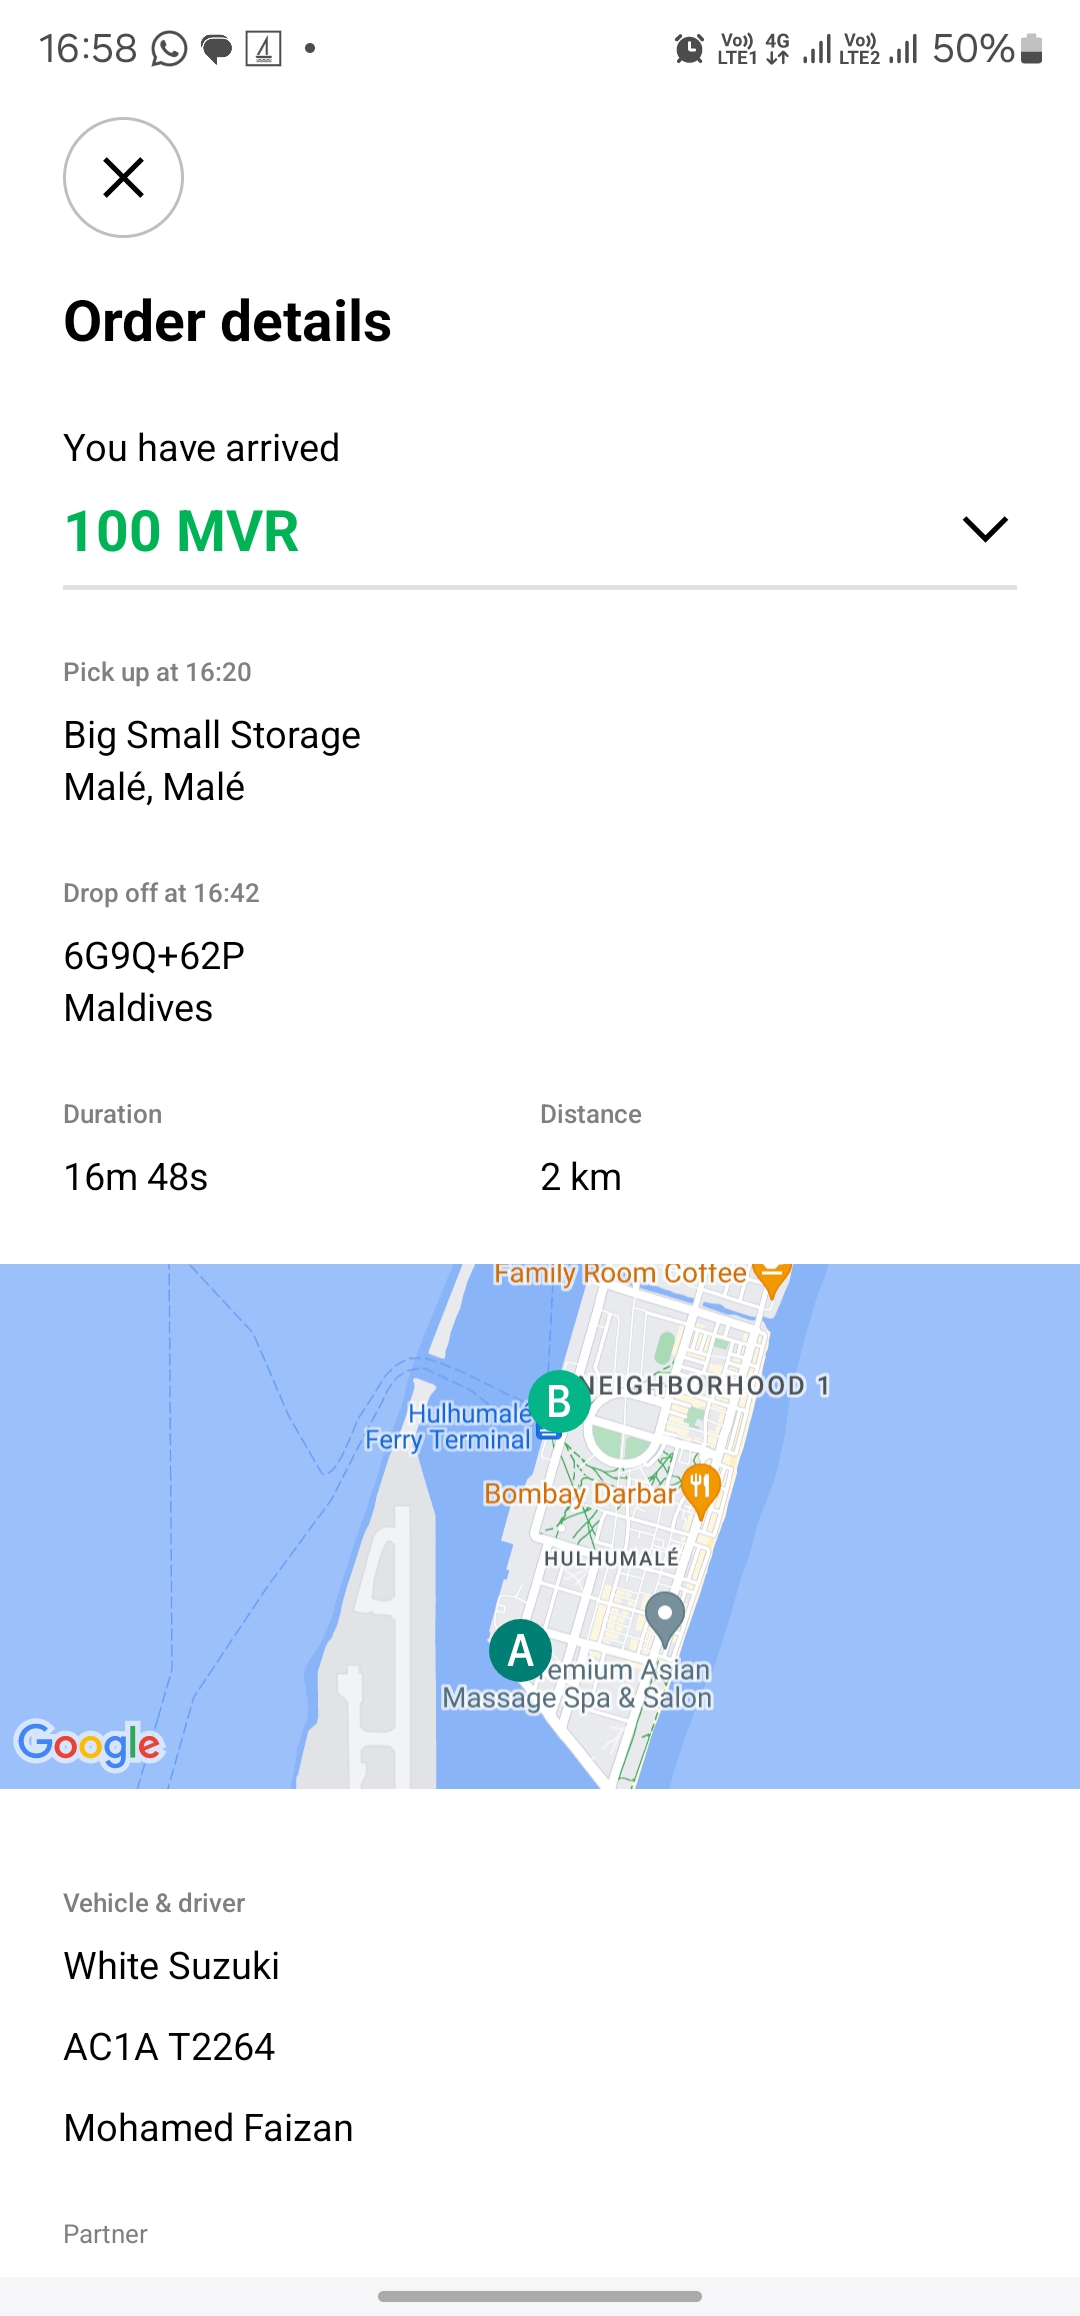 16:58
Vo)) LTE1 4G Vo)) LTE2 50%
Order details
You have arrived
100 MVR
Pick up at 16:20
Big Small Storage
Malé, Malé
Drop off at 16:42
6G9Q+62P
Maldives
Duration
Distance
16m 48s
2 km
Family Room Coffee
NEIGHBORHOOD 1
B
Hulhumalé
Ferry Terminal
Bombay Darbar
HULHUMALÉ
A
emium Asian
Massage Spa & Salon
Google
Vehicle & driver
White Suzuki
AC1A T2264
Mohamed Faizan
Partner